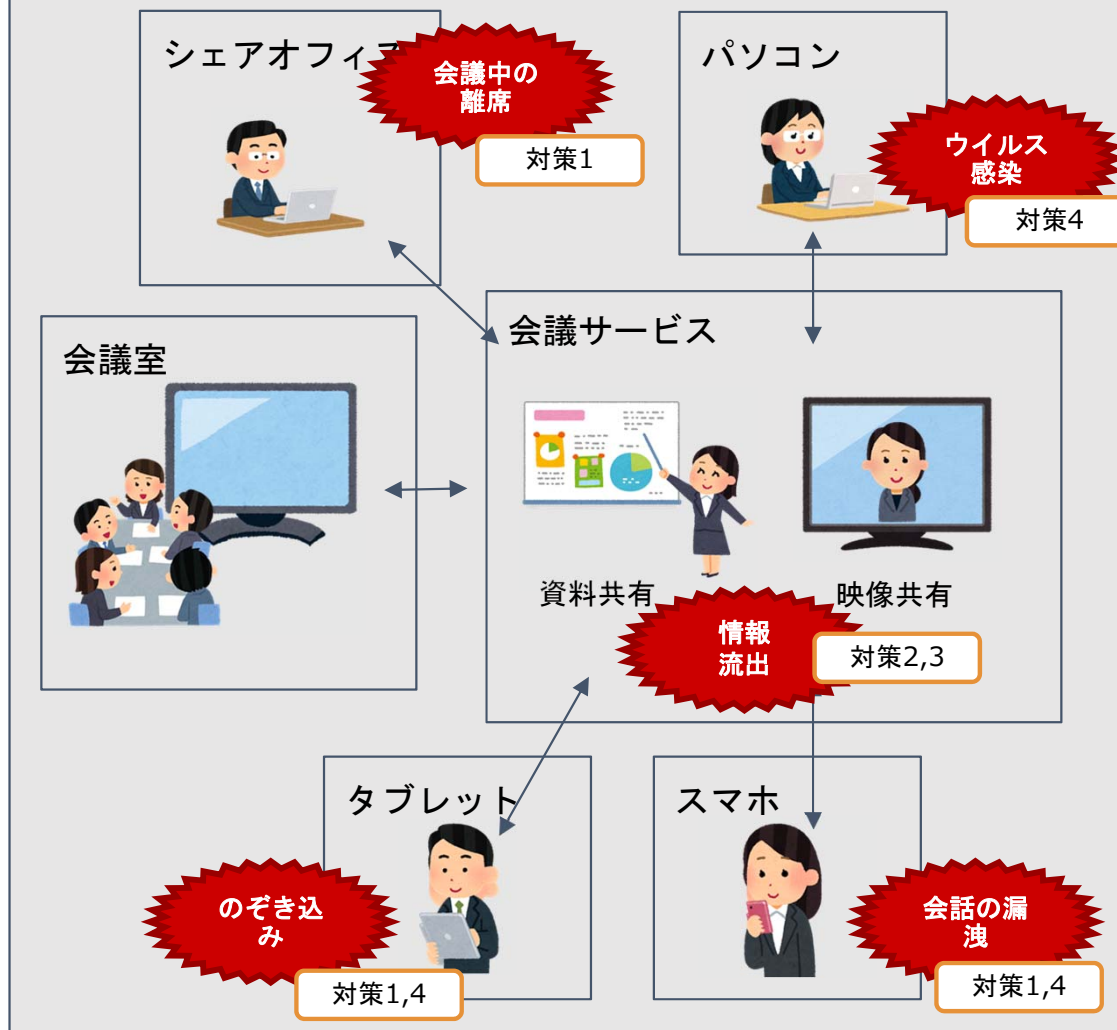 シェアオフィス
会議中の
離席
対策1
パソコン
ウイルス
感染
対策4
会議室
会議サービス
資料共有
映像共有
情報
流出
対策2,3
タブレット
のぞき込
み
対策1,4
スマホ
会話の漏
洩
対策1,4